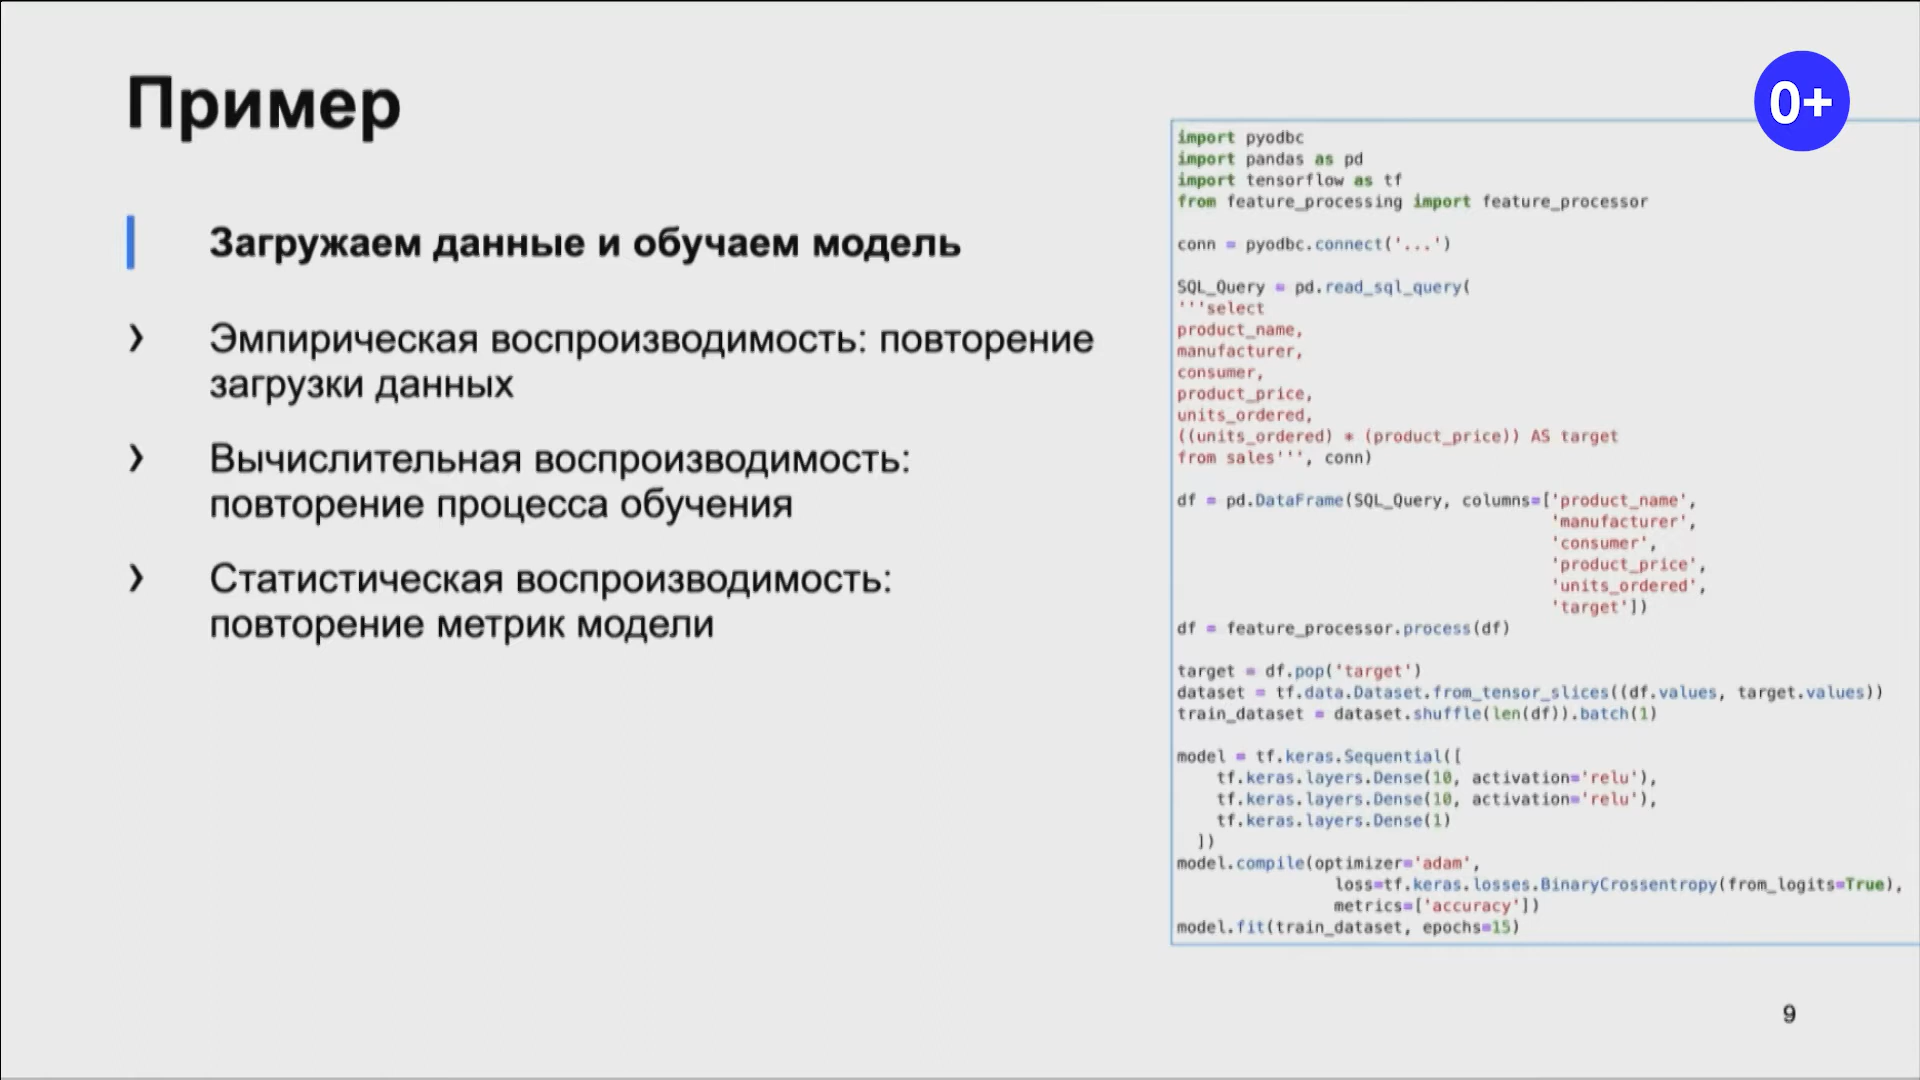 Пример
0+
Загружаем данные и обучаем модель
❯ Эмпирическая воспроизводимость: повторение
загрузки данных
❯ Вычислительная воспроизводимость:
повторение процесса обучения
❯ Статистическая воспроизводимость:
повторение метрик модели
import pyodbc
import pandas as pd
import tensorflow as tf
from feature_processing import feature_processor
conn = pyodbc.connect('...')
SQL_Query = pd.read_sql_query(
'''select
product_name,
manufacturer,
consumer,
product_price,
units_ordered,
((units_ordered) * (product_price)) AS target
from sales''', conn)
df = pd.DataFrame(SQL_Query, columns=['product_name',
'manufacturer',
'consumer',
'product_price',
'units_ordered',
'target'])
df = feature_processor.process(df)
target = df.pop('target')
dataset = tf.data.Dataset.from_tensor_slices((df.values, target.values))
train_dataset = dataset.shuffle(len(df)).batch(1)
model = tf.keras.Sequential([
tf.keras.layers.Dense(10, activation='relu'),
tf.keras.layers.Dense(10, activation='relu'),
tf.keras.layers.Dense(1)
])
model.compile(optimizer='adam',
loss=tf.keras.losses.BinaryCrossentropy(from_logits=True),
metrics=['accuracy'])
model.fit(train_dataset, epochs=15)
9